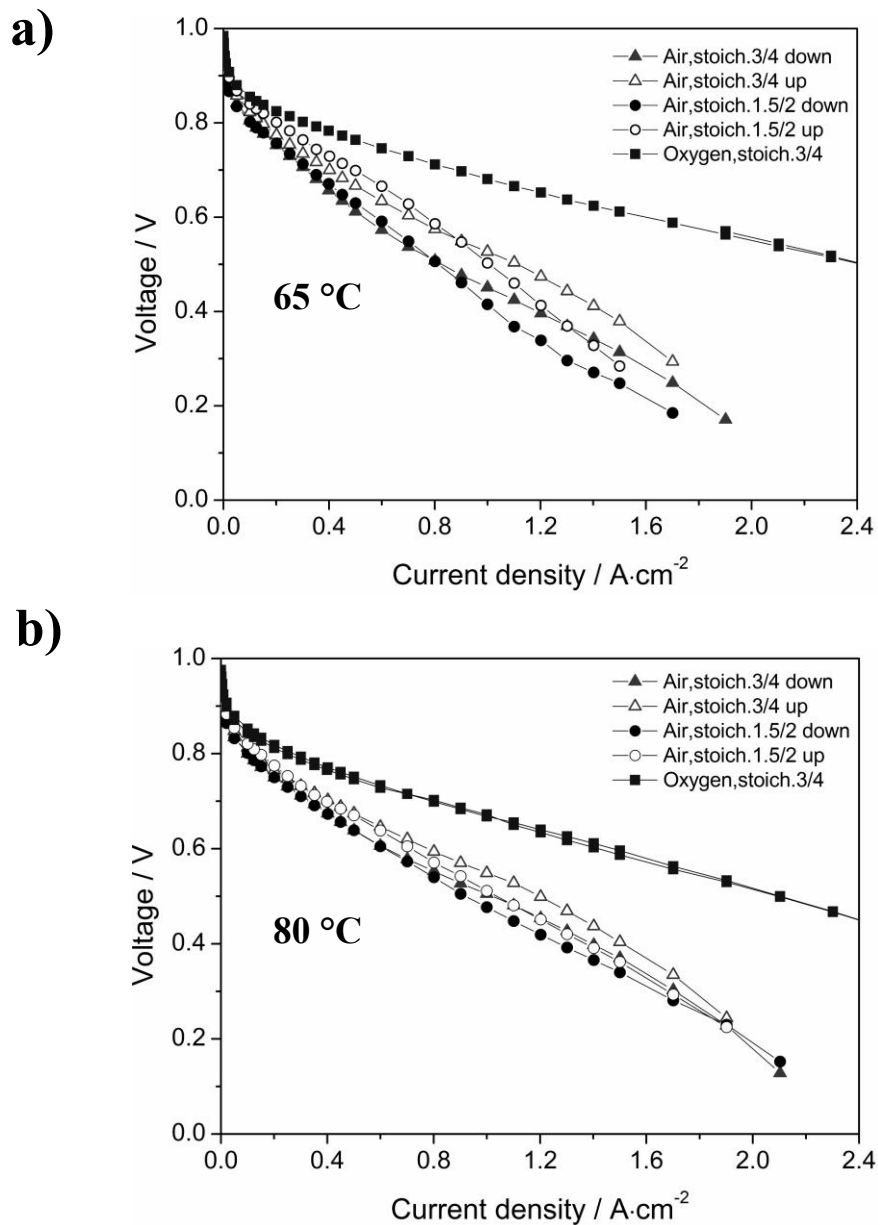 a)
1.0
0.8
0.6
0.4
0.2
0.0
Voltage / V
Air,stoich.3/4 down
Air,stoich.3/4 up
Air,stoich.1.5/2 down
Air,stoich.1.5/2 up
Oxygen,stoich.3/4
65 °C
0.0 0.4 0.8 1.2 1.6 2.0 2.4
Current density / A·cm⁻²
b)
1.0
0.8
0.6
0.4
0.2
0.0
Voltage / V
Air,stoich.3/4 down
Air,stoich.3/4 up
Air,stoich.1.5/2 down
Air,stoich.1.5/2 up
Oxygen,stoich.3/4
80 °C
0.0 0.4 0.8 1.2 1.6 2.0 2.4
Current density / A·cm⁻²